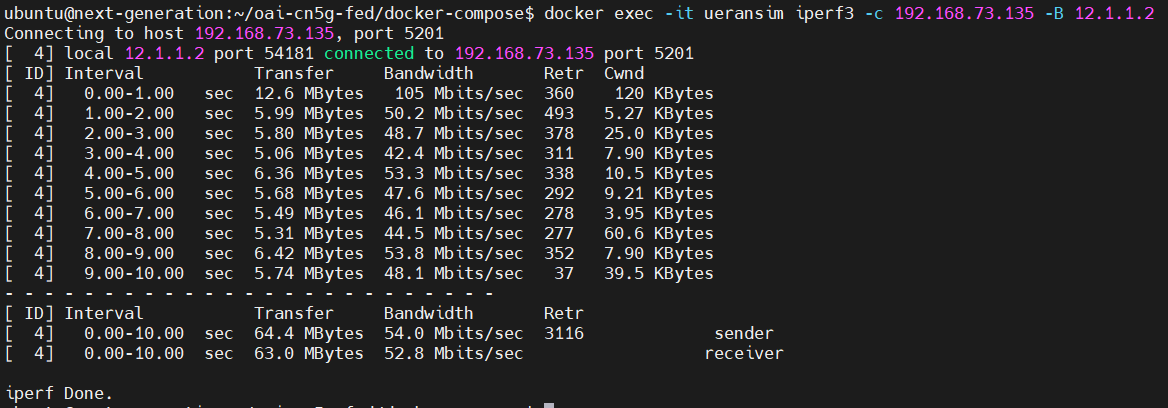 ubuntu@next-generation:~/oai-cn5g-fed/docker-compose$ docker exec -it ueransim iperf3 -c 192.168.73.135 -B 12.1.1.2
Connecting to host 192.168.73.135, port 5201
[  4] local 12.1.1.2 port 54181 connected to 192.168.73.135 port 5201
[ ID] Interval           Transfer     Bandwidth       Retr  Cwnd
[  4]   0.00-1.00   sec  12.6 MBytes   105 Mbits/sec  360    120 KBytes
[  4]   1.00-2.00   sec  5.99 MBytes  50.2 Mbits/sec  493   5.27 KBytes
[  4]   2.00-3.00   sec  5.80 MBytes  48.7 Mbits/sec  378   25.0 KBytes
[  4]   3.00-4.00   sec  5.06 MBytes  42.4 Mbits/sec  311   7.90 KBytes
[  4]   4.00-5.00   sec  6.36 MBytes  53.3 Mbits/sec  338   10.5 KBytes
[  4]   5.00-6.00   sec  5.68 MBytes  47.6 Mbits/sec  292   9.21 KBytes
[  4]   6.00-7.00   sec  5.49 MBytes  46.1 Mbits/sec  278   3.95 KBytes
[  4]   7.00-8.00   sec  5.31 MBytes  44.5 Mbits/sec  277   60.6 KBytes
[  4]   8.00-9.00   sec  6.42 MBytes  53.8 Mbits/sec  352   7.90 KBytes
[  4]   9.00-10.00  sec  5.74 MBytes  48.1 Mbits/sec   37   39.5 KBytes
- - - - - - - - - - - - - - - - - - - - - - - - -
[ ID] Interval           Transfer     Bandwidth       Retr
[  4]   0.00-10.00  sec  64.4 MBytes  54.0 Mbits/sec  3116             sender
[  4]   0.00-10.00  sec  63.0 MBytes  52.8 Mbits/sec                  receiver
iperf Done.